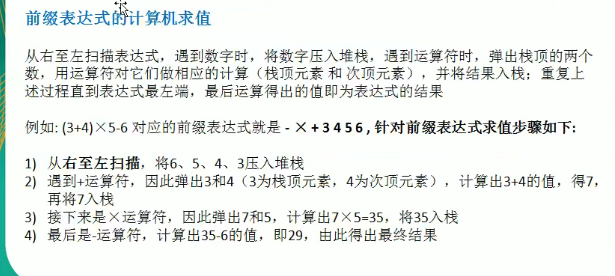 前缀表达式的计算机求值
从右至左扫描表达式，遇到数字时，将数字压入堆栈，遇到运算符时，弹出栈顶的两个
数，用运算符对它们做相应的计算（栈顶元素 和 次顶元素），并将结果入栈；重复上
述过程直到表达式最左端，最后运算得出的值即为表达式的结果
例如: (3+4)×5-6 对应的前缀表达式就是 - × + 3 4 5 6 , 针对前缀表达式求值步骤如下:
1) 从右至左扫描，将6、5、4、3压入堆栈
2) 遇到+运算符，因此弹出3和4（3为栈顶元素，4为次顶元素），计算出3+4的值，得7，
再将7入栈
3) 接下来是×运算符，因此弹出7和5，计算出7×5=35，将35入栈
4) 最后是-运算符，计算出35-6的值，即29，由此得出最终结果